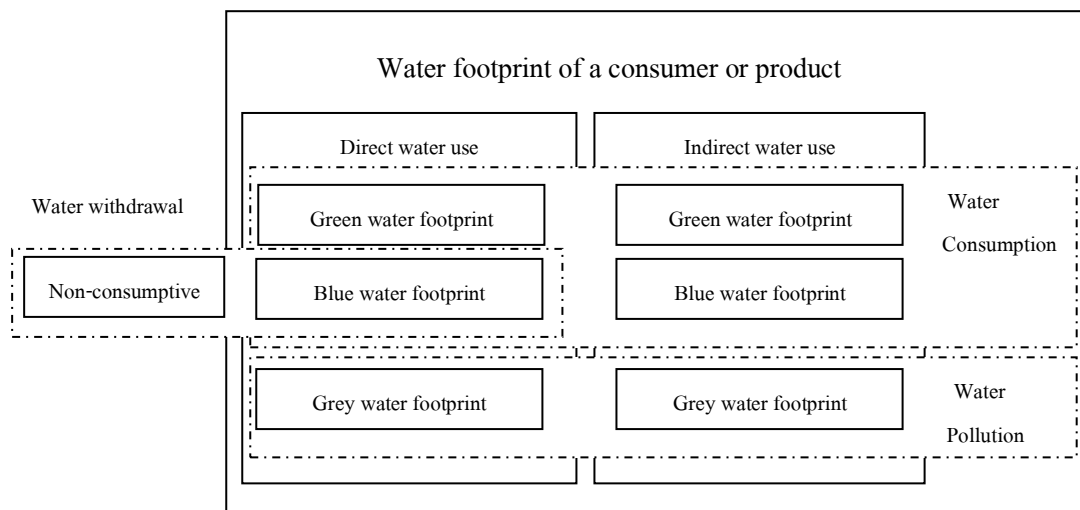 Water footprint of a consumer or product
Direct water use
Indirect water use
Water withdrawal
Green water footprint
Green water footprint
Water
Consumption
Non-consumptive
Blue water footprint
Blue water footprint
Grey water footprint
Grey water footprint
Water
Pollution